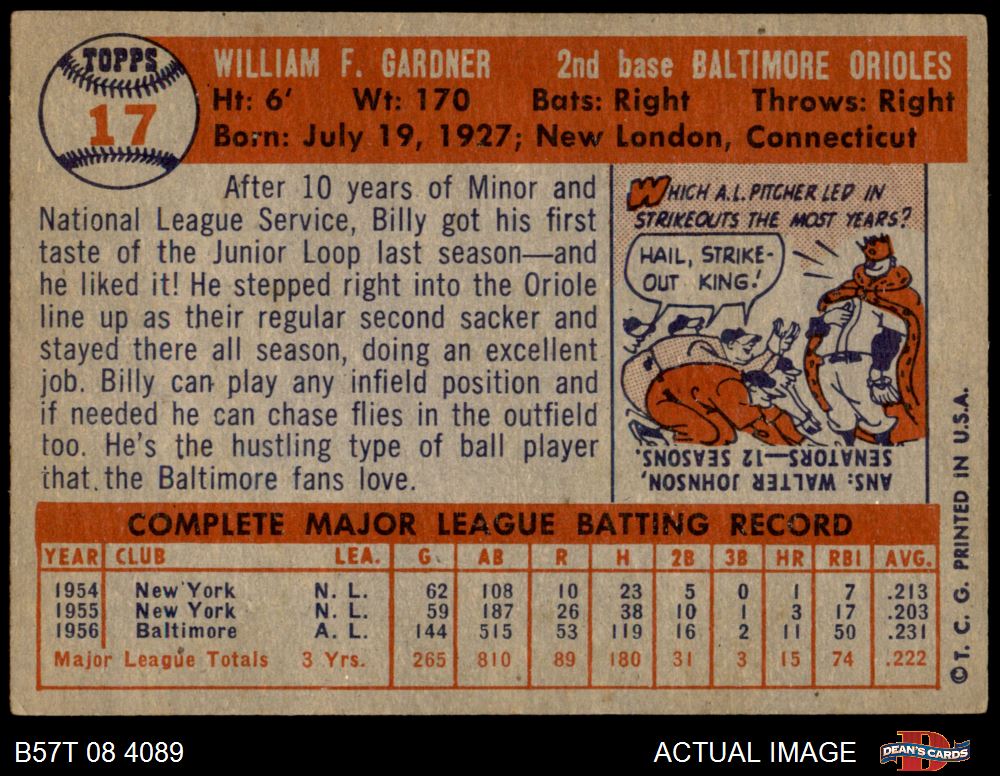 TOPPS
17
WILLIAM F. GARDNER 2nd base BALTIMORE ORIOLES
Ht: 6' Wt: 170 Bats: Right Throws: Right
Born: July 19, 1927; New London, Connecticut
After 10 years of Minor and
National League Service, Billy got his first
taste of the Junior Loop last season—and
he liked it! He stepped right into the Oriole
line up as their regular second sacker and
stayed there all season, doing an excellent
job. Billy can play any infield position and
if needed he can chase flies in the outfield
too. He's the hustling type of ball player
that the Baltimore fans love.
WHICH A.L. PITCHER LED IN
STRIKEOUTS THE MOST YEARS?
HAIL, STRIKE-
OUT KING!
ANS: WALTER JOHNSON,
SENATORS—12 SEASONS.
COMPLETE MAJOR LEAGUE BATTING RECORD
YEAR CLUB LEA. G AB R H 2B 3B HR RBI AVG.
1954 New York N. L. 62 108 10 23 5 0 1 7 .213
1955 New York N. L. 59 187 26 38 10 1 3 17 .203
1956 Baltimore A. L. 144 515 53 119 16 2 11 50 .231
Major League Totals 3 Yrs. 265 810 89 180 31 3 15 74 .222
© T. C. G. PRINTED IN U.S.A.
B57T 08 4089 ACTUAL IMAGE
D
DEAN'S CARDS